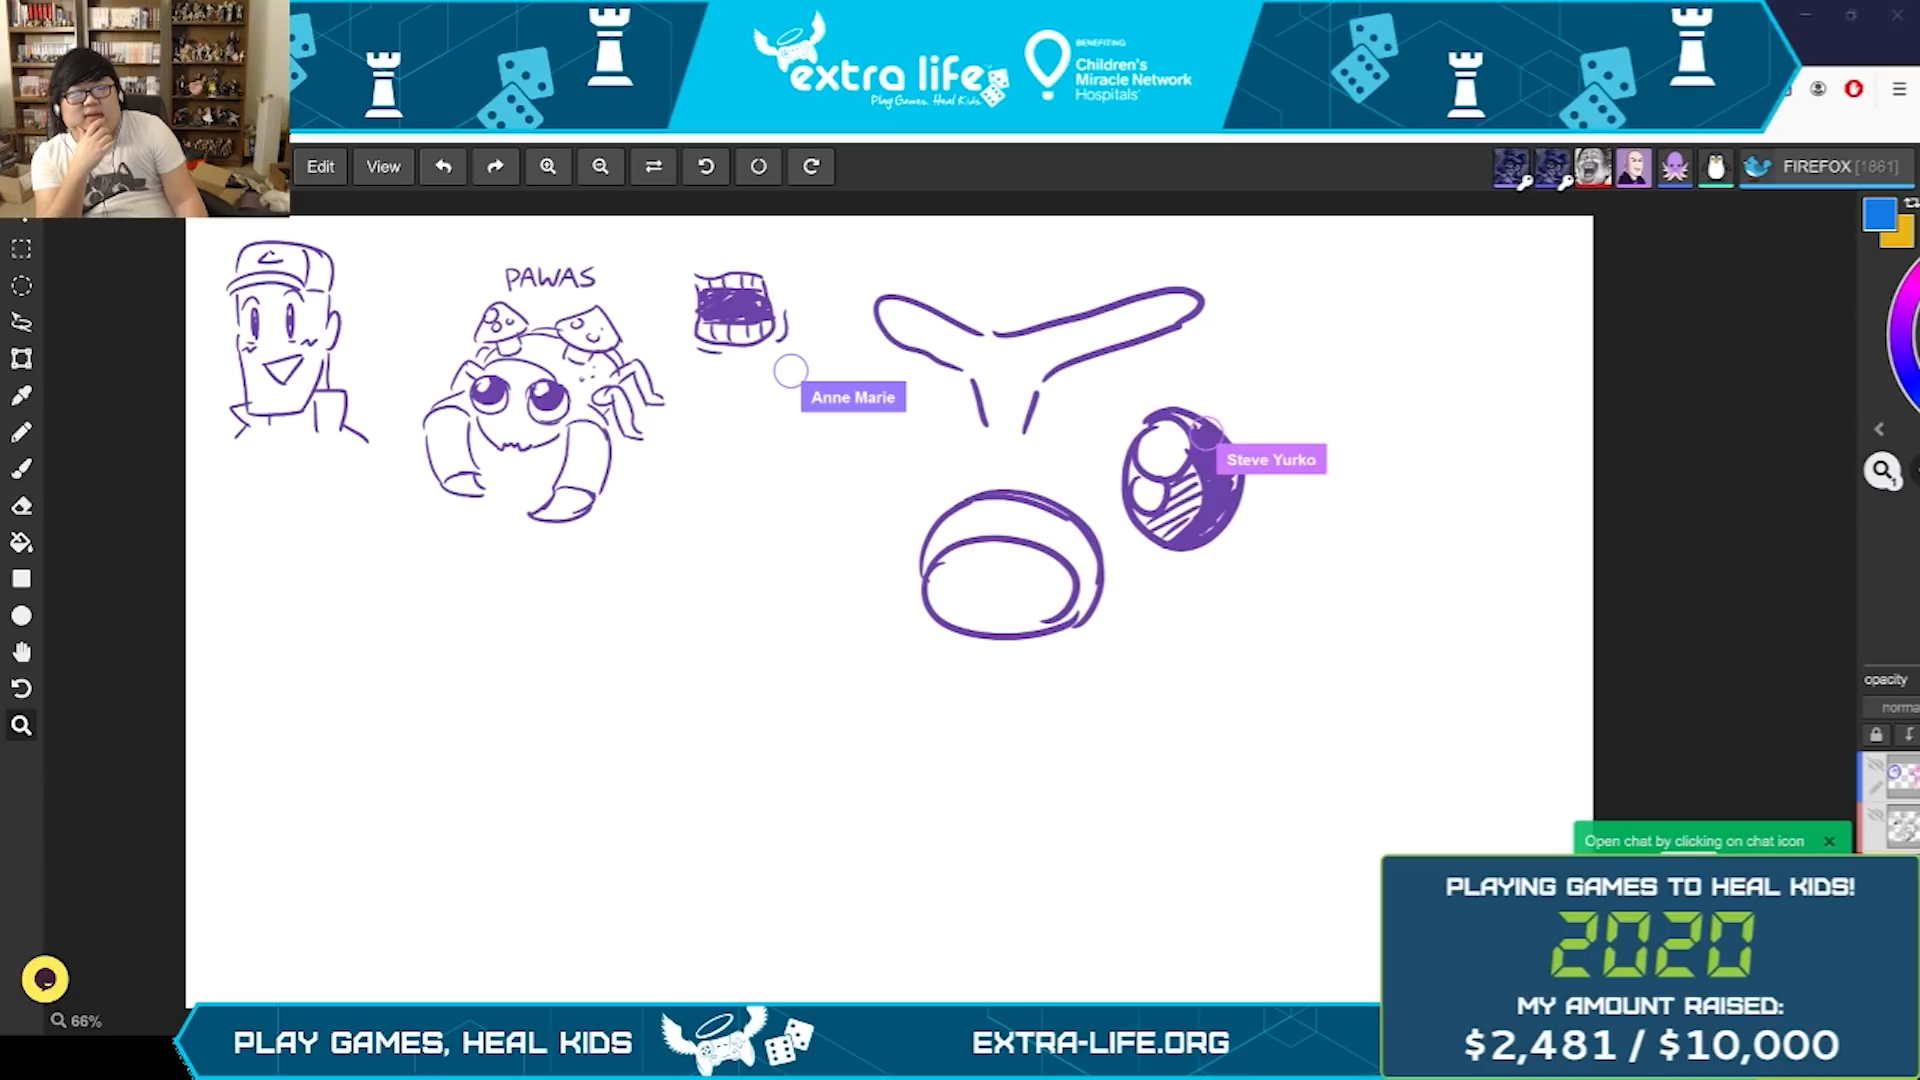 extra life
Play Games. Heal Kids.
BENEFITING
Children's
Miracle Network
Hospitals
Edit
View
FIREFOX [1861]
PAWAS
Anne Marie
Steve Yurko
opacity
norma
Open chat by clicking on chat icon
PLAYING GAMES TO HEAL KIDS!
2020
MY AMOUNT RAISED:
$2,481 / $10,000
66%
PLAY GAMES, HEAL KIDS
EXTRA-LIFE.ORG